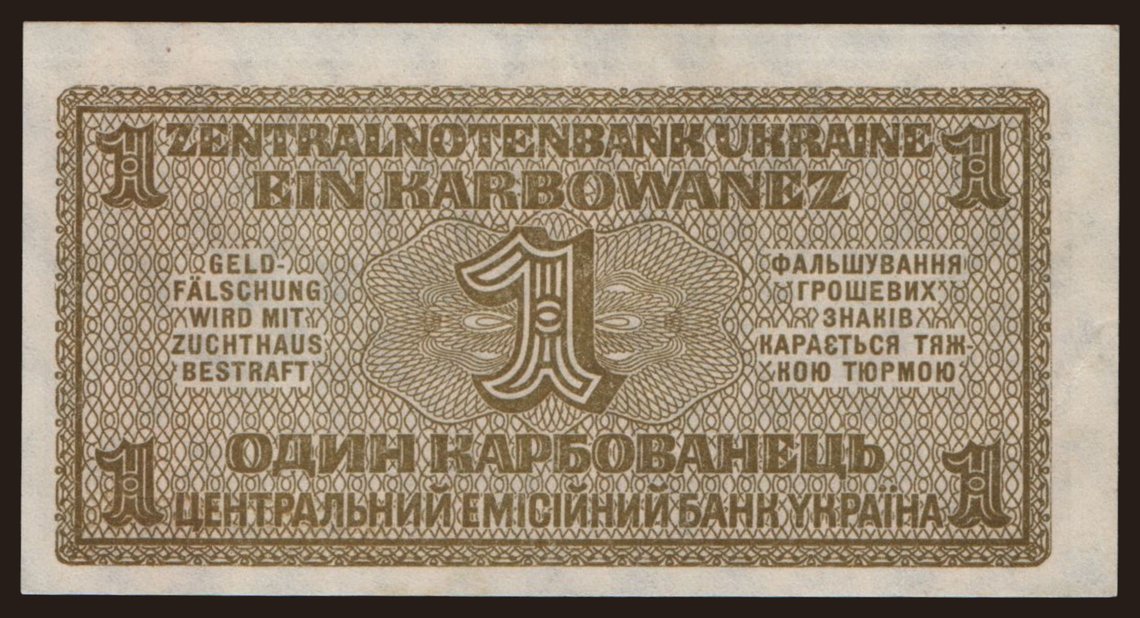 1 ZENTRALNOTENBANK UKRAINE 1
EIN KARBOWANEZ
GELD-
FÄLSCHUNG
WIRD MIT
ZUCHTHAUS
BESTRAFT
1
ФАЛЬШУВАННЯ
ГРОШЕВИХ
ЗНАКІВ
КАРАЄТЬСЯ ТЯЖ-
КОЮ ТЮРМОЮ
ОДИН КАРБОВАНЕЦЬ
1 ЦЕНТРАЛЬНИЙ ЕМІСІЙНИЙ БАНК УКРАЇНА 1